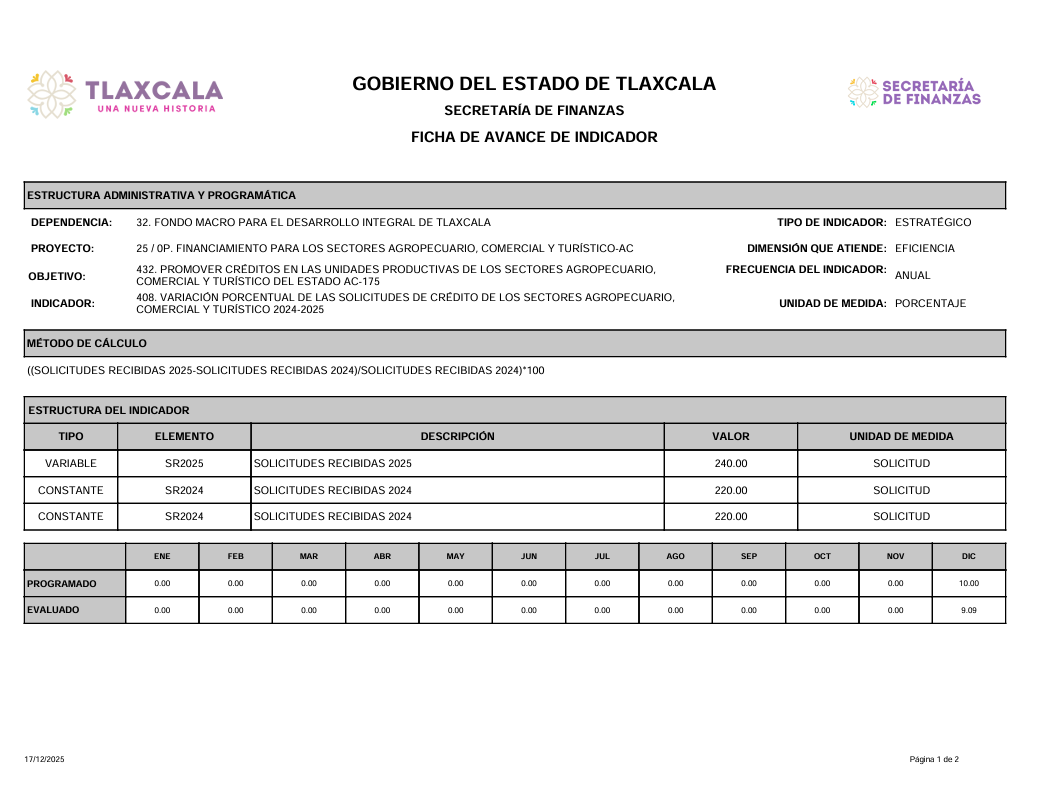 TLAXCALA
UNA NUEVA HISTORIA
GOBIERNO DEL ESTADO DE TLAXCALA
SECRETARÍA DE FINANZAS
FICHA DE AVANCE DE INDICADOR
SECRETARÍA
DE FINANZAS
ESTRUCTURA ADMINISTRATIVA Y PROGRAMÁTICA
DEPENDENCIA: 32. FONDO MACRO PARA EL DESARROLLO INTEGRAL DE TLAXCALA TIPO DE INDICADOR: ESTRATÉGICO
PROYECTO: 25 / 0P. FINANCIAMIENTO PARA LOS SECTORES AGROPECUARIO, COMERCIAL Y TURÍSTICO-AC DIMENSIÓN QUE ATIENDE: EFICIENCIA
OBJETIVO: 432. PROMOVER CRÉDITOS EN LAS UNIDADES PRODUCTIVAS DE LOS SECTORES AGROPECUARIO,
COMERCIAL Y TURÍSTICO DEL ESTADO AC-175
FRECUENCIA DEL INDICADOR: ANUAL
INDICADOR: 408. VARIACIÓN PORCENTUAL DE LAS SOLICITUDES DE CRÉDITO DE LOS SECTORES AGROPECUARIO,
COMERCIAL Y TURÍSTICO 2024-2025
UNIDAD DE MEDIDA: PORCENTAJE
MÉTODO DE CÁLCULO
((SOLICITUDES RECIBIDAS 2025-SOLICITUDES RECIBIDAS 2024)/SOLICITUDES RECIBIDAS 2024)*100
ESTRUCTURA DEL INDICADOR
TIPO ELEMENTO DESCRIPCIÓN VALOR UNIDAD DE MEDIDA
VARIABLE SR2025 SOLICITUDES RECIBIDAS 2025 240.00 SOLICITUD
CONSTANTE SR2024 SOLICITUDES RECIBIDAS 2024 220.00 SOLICITUD
CONSTANTE SR2024 SOLICITUDES RECIBIDAS 2024 220.00 SOLICITUD
ENE FEB MAR ABR MAY JUN JUL AGO SEP OCT NOV DIC
PROGRAMADO 0.00 0.00 0.00 0.00 0.00 0.00 0.00 0.00 0.00 0.00 0.00 10.00
EVALUADO 0.00 0.00 0.00 0.00 0.00 0.00 0.00 0.00 0.00 0.00 0.00 9.09
17/12/2025 Página 1 de 2